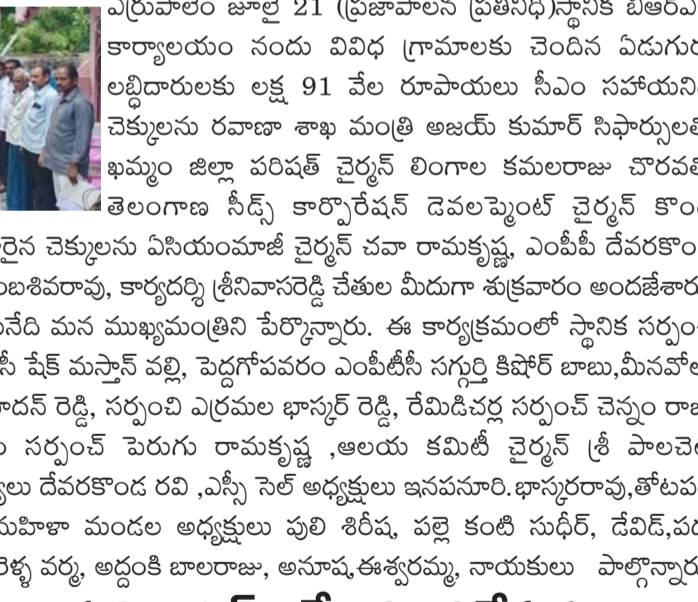 ఎర్రుపాలెం జూలై 21 (ప్రజాపాలన ప్రతినిధి)స్థానిక బీఆర్ఎ
కార్యాలయం నందు వివిధ గ్రామాలకు చెందిన ఏడుగుర
లబ్ధిదారులకు లక్ష 91 వేల రూపాయలు సీఎం సహాయని
చెక్కులను రవాణా శాఖ మంత్రి అజయ్ కుమార్ సిఫార్సులత
ఖమ్మం జిల్లా పరిషత్ చైర్మన్ లింగాల కమలరాజు చొరవత
తెలంగాణ సీడ్స్ కార్పొరేషన్ డెవలప్మెంట్ చైర్మన్ కొం
రైన చెక్కులను ఏసియంమాజీ చైర్మన్ చవా రామకృష్ణ, ఎంపీపీ దేవరకొం
ంబశివరావు, కార్యదర్శి శ్రీనివాసరెడ్డి చేతుల మీదుగా శుక్రవారం అందజేశారు
నేది మన ముఖ్యమంత్రిని పేర్కొన్నారు. ఈ కార్యక్రమంలో స్థానిక సర్పం
సీ షేక్ మస్తాన్ వల్లి, పెద్దగోపవరం ఎంపీటీసీ సగ్గుర్తి కిషోర్ బాబు,మీనవోల
దన్ రెడ్డి, సర్పంచి ఎర్రమల భాస్కర్ రెడ్డి, రేమిడిచర్ల సర్పంచ్ చెన్నం రాజ
సర్పంచ్ పెరుగు రామకృష్ణ ,ఆలయ కమిటీ చైర్మన్ శ్రీ పాలచె
్యలు దేవరకొండ రవి ,ఎస్సీ సెల్ అధ్యక్షులు ఇనపనూరి.భాస్కరరావు,తోటప
మహిళా మండల అధ్యక్షులు పులి శిరీష, పల్లె కంటి సుధీర్, డేవిడ్,పద
రెళ్ళ వర్మ, అద్దంకి బాలరాజు, అనూష,ఈశ్వరమ్మ, నాయకులు పాల్గొన్నారు